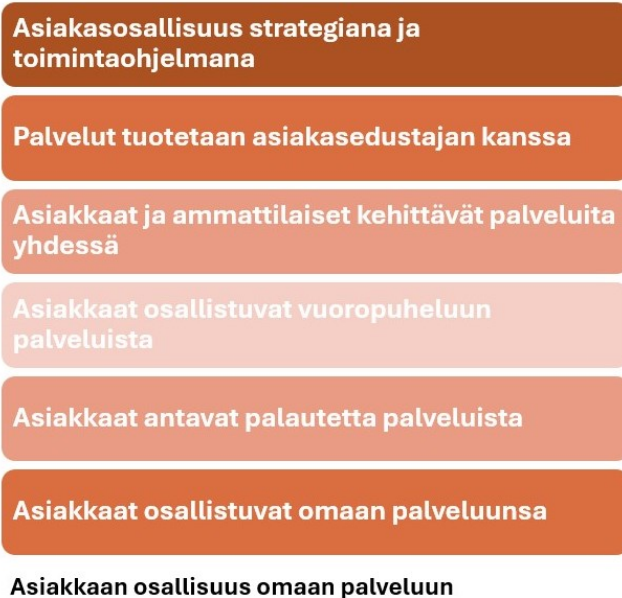 Asiakasosallisuus strategiana ja
toimintaohjelmana
Palvelut tuotetaan asiakasedustajan kanssa
Asiakkaat ja ammattilaiset kehittävät palveluita
yhdessä
Asiakkaat osallistuvat vuoropuheluun
palveluista
Asiakkaat antavat palautetta palveluista
Asiakkaat osallistuvat omaan palveluunsa
Asiakkaan osallisuus omaan palveluun